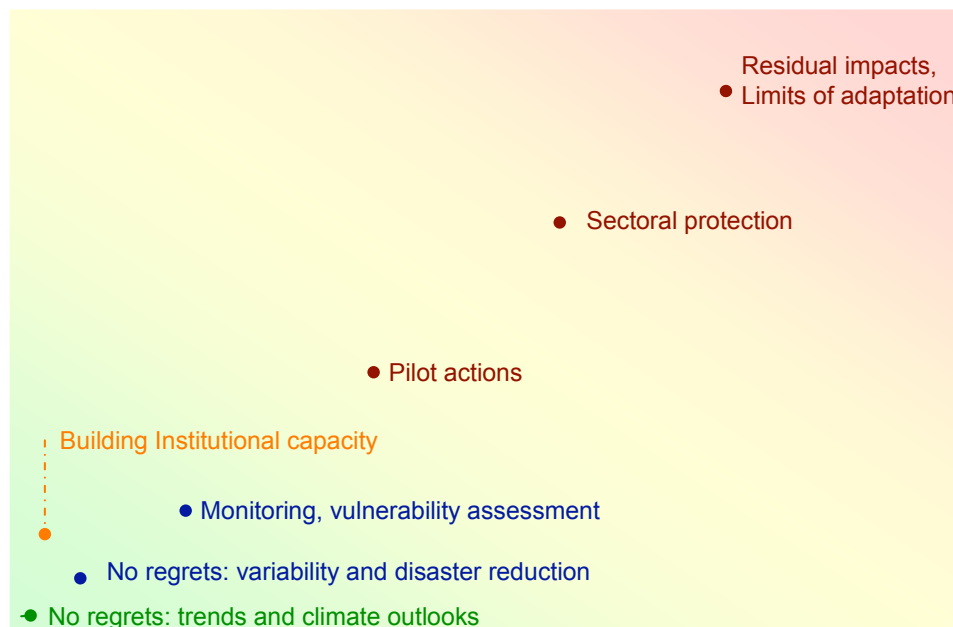 Residual impacts,
Limits of adaptation
Sectoral protection
Pilot actions
Building Institutional capacity
Monitoring, vulnerability assessment
No regrets: variability and disaster reduction
No regrets: trends and climate outlooks